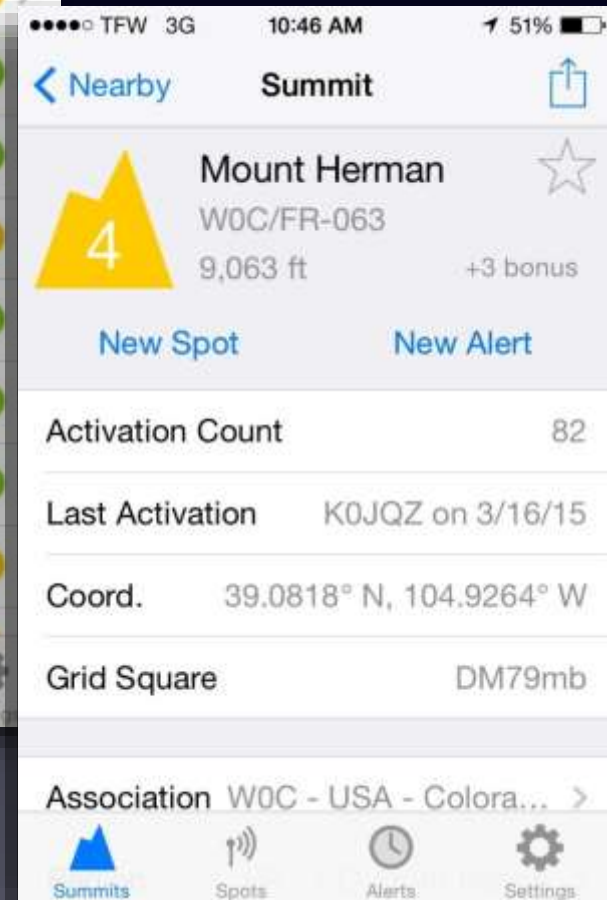 TFW 3G 10:46 AM 51%
Nearby Summit
4
Mount Herman
W0C/FR-063
9,063 ft +3 bonus
New Spot New Alert
Activation Count 82
Last Activation K0JQZ on 3/16/15
Coord. 39.0818° N, 104.9264° W
Grid Square DM79mb
Association W0C - USA - Colora...
Summits Spots Alerts Settings